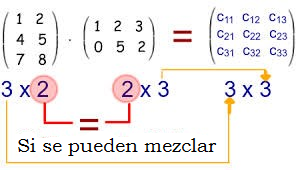 ( 1 2 ) · ( 1 2 3 ) = ( c11 c12 c13 )
( 4 5 ) ( 0 5 2 ) ( c21 c22 c23 )
( 7 8 ) ( c31 c32 c33 )
3 x 2 2 x 3 3 x 3
=
Si se pueden mezclar